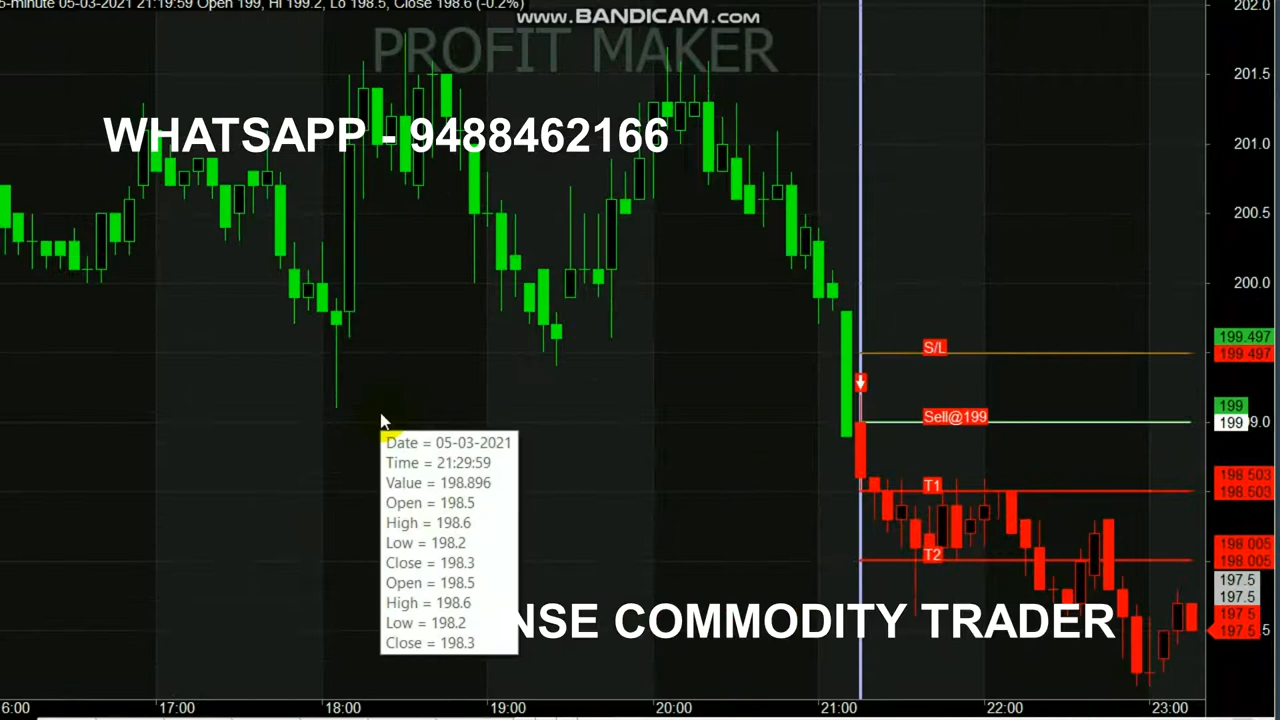 5-minute 05-03-2021 21:19:59 Open 199, Hi 199.2, Lo 198.5, Close 198.6 (-0.2%)
www.BANDICAM.com
PROFIT MAKER
WHATSAPP - 9488462166
202.0
201.5
201.0
200.5
200.0
199.497
199.497
199
199
9.0
198.503
198.503
198.005
198.005
197.5
197.5
197.5
197.5
5
S/L
Sell@199
T1
T2
Date = 05-03-2021
Time = 21:29:59
Value = 198.896
Open = 198.5
High = 198.6
Low = 198.2
Close = 198.3
Open = 198.5
High = 198.6
Low = 198.2
Close = 198.3
NSE COMMODITY TRADER
6:00 17:00 18:00 19:00 20:00 21:00 22:00 23:00